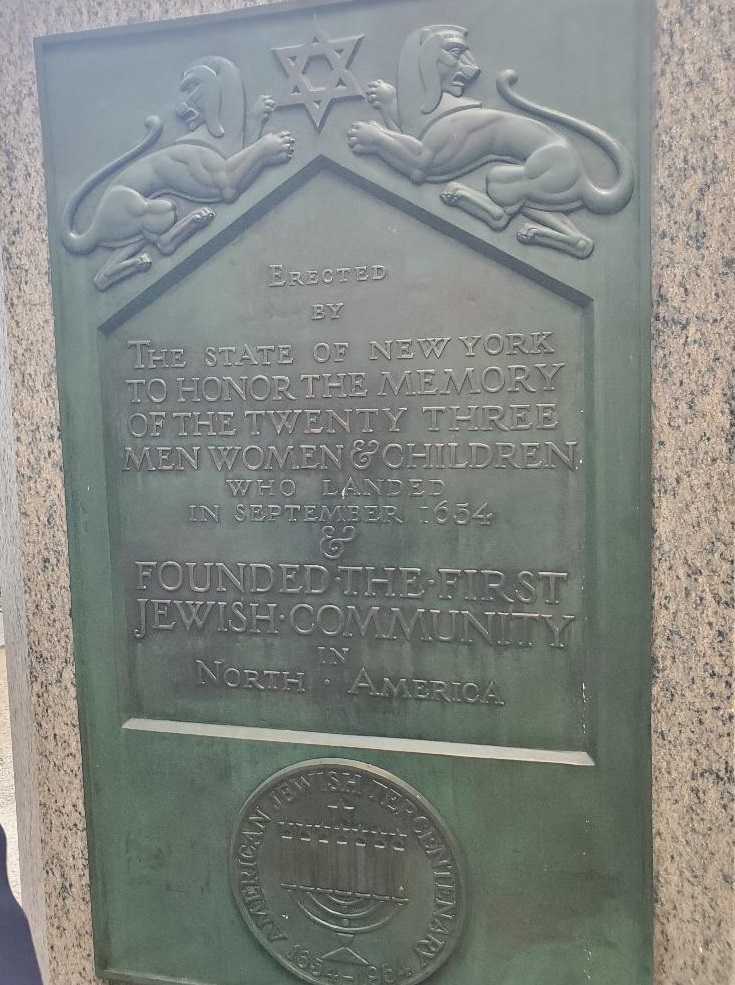 ERECTED
BY
THE STATE OF NEW YORK
TO HONOR THE MEMORY
OF THE TWENTY THREE
MEN WOMEN & CHILDREN
WHO LANDED
IN SEPTEMBER 1654
&
FOUNDED·THE·FIRST
JEWISH·COMMUNITY
IN
NORTH · AMERICA
AMERICAN JEWISH TERCENTENARY
1654-1954